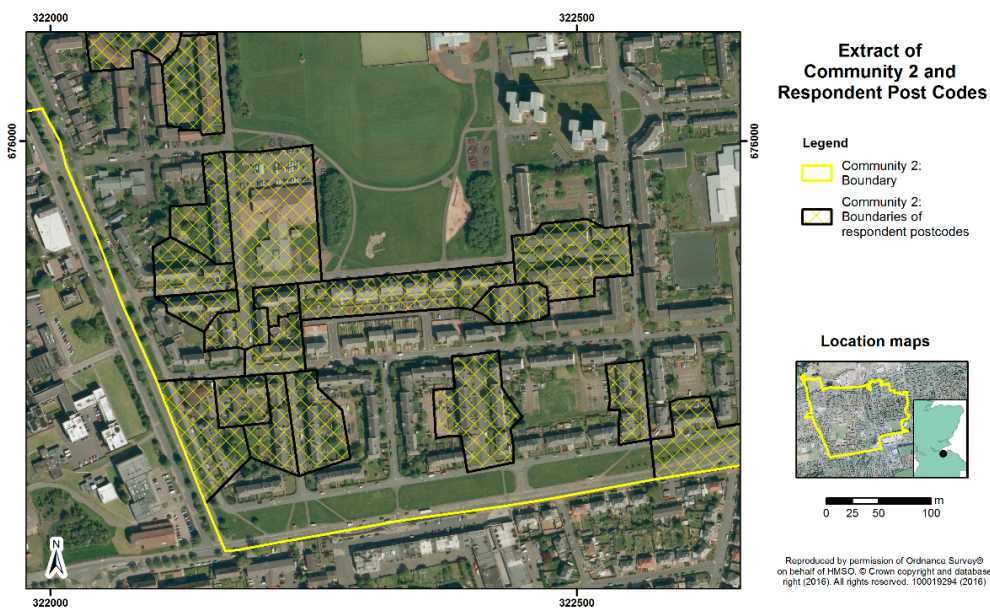 322000
322500
676000
676000
Extract of
Community 2 and
Respondent Post Codes
Legend
Community 2:
Boundary
Community 2:
Boundaries of
respondent postcodes
Location maps
m
0 25 50 100
N
322000
322500
Reproduced by permission of Ordnance Survey®
on behalf of HMSO. © Crown copyright and database
right (2016). All rights reserved. 100019294 (2016)